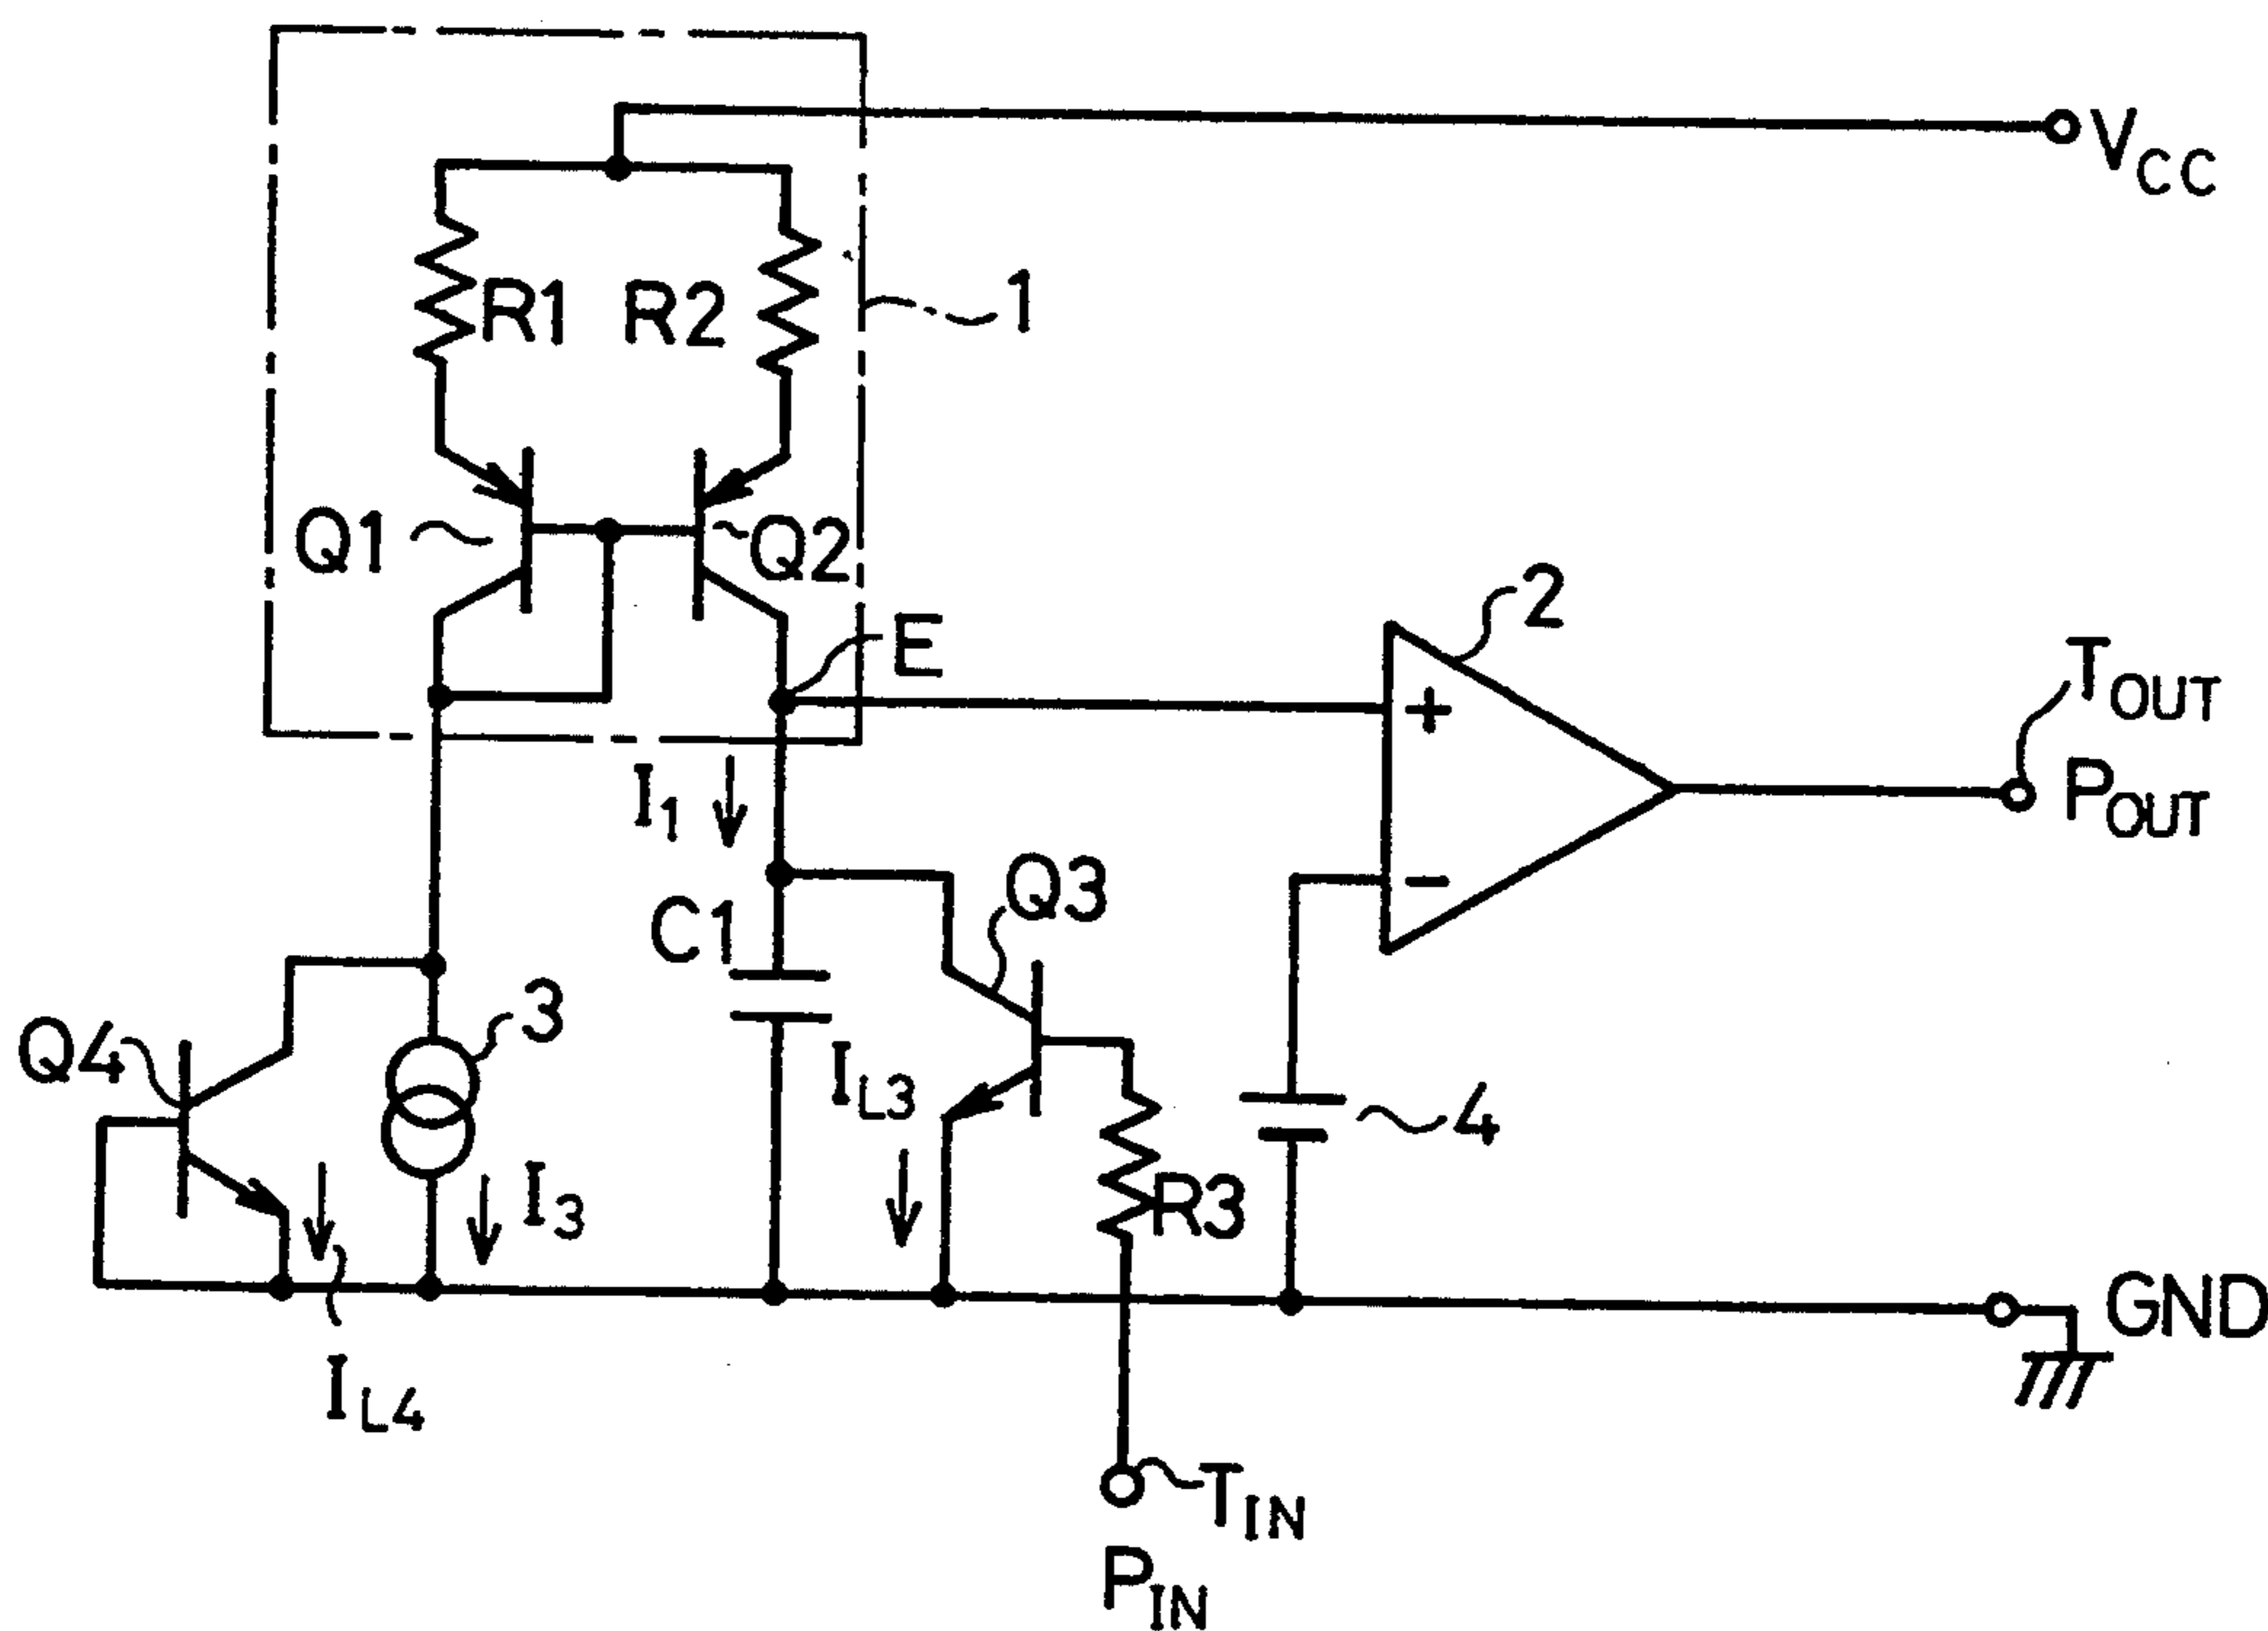 VCC
R1 R2
1
Q1
Q2
E
2
+
TOUT
POUT
I1
C1
Q3
-
Q4
3
IL3
4
I3
R3
GND
IL4
TIN
PIN